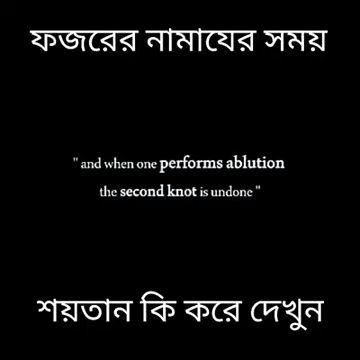 ফজরের নামাযের সময়
" and when one performs ablution
the second knot is undone "
শয়তান কি করে দেখুন